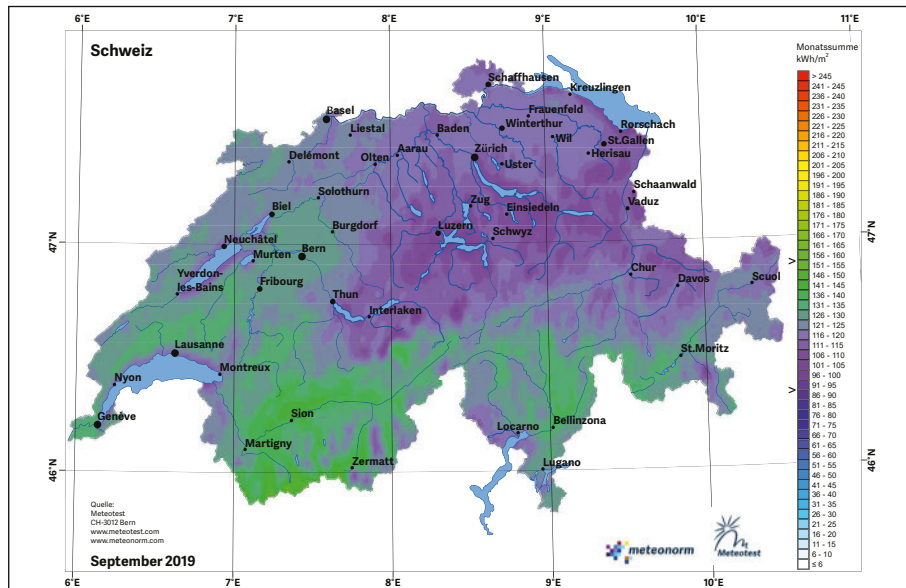 6°E
7°E
8°E
9°E
10°E
11°E
Schweiz
Monatssumme
kWh/m²
> 245
241 - 245
236 - 240
231 - 235
226 - 230
221 - 225
216 - 220
211 - 215
206 - 210
201 - 205
196 - 200
191 - 195
186 - 190
181 - 185
176 - 180
171 - 175
166 - 170
161 - 165
156 - 160
151 - 155
146 - 150
141 - 145
136 - 140
131 - 135
126 - 130
121 - 125
116 - 120
111 - 115
106 - 110
101 - 105
96 - 100
91 - 95
86 - 90
81 - 85
76 - 80
71 - 75
66 - 70
61 - 65
56 - 60
51 - 55
46 - 50
41 - 45
36 - 40
31 - 35
26 - 30
21 - 25
16 - 20
11 - 15
6 - 10
≤ 6
>
>
Schaffhausen
Kreuzlingen
Basel
Frauenfeld
Winterthur
Rorschach
Liestal
Baden
Wil
St.Gallen
Delémont
Olten
Aarau
Zürich
Uster
Herisau
Solothurn
Schaanwald
Biel
Zug
Einsiedeln
Vaduz
47°N
47°N
Neuchâtel
Burgdorf
Luzern
Schwyz
Murten
Bern
Yverdon-
les-Bains
Fribourg
Chur
Davos
Scuol
Thun
Interlaken
Lausanne
St.Moritz
Nyon
Montreux
Genève
Sion
Locarno
Bellinzona
Martigny
46°N
46°N
Zermatt
Lugano
Quelle:
Meteotest
CH-3012 Bern
www.meteotest.com
www.meteonorm.com
September 2019
meteonorm
Meteotest
6°E
7°E
8°E
9°E
10°E